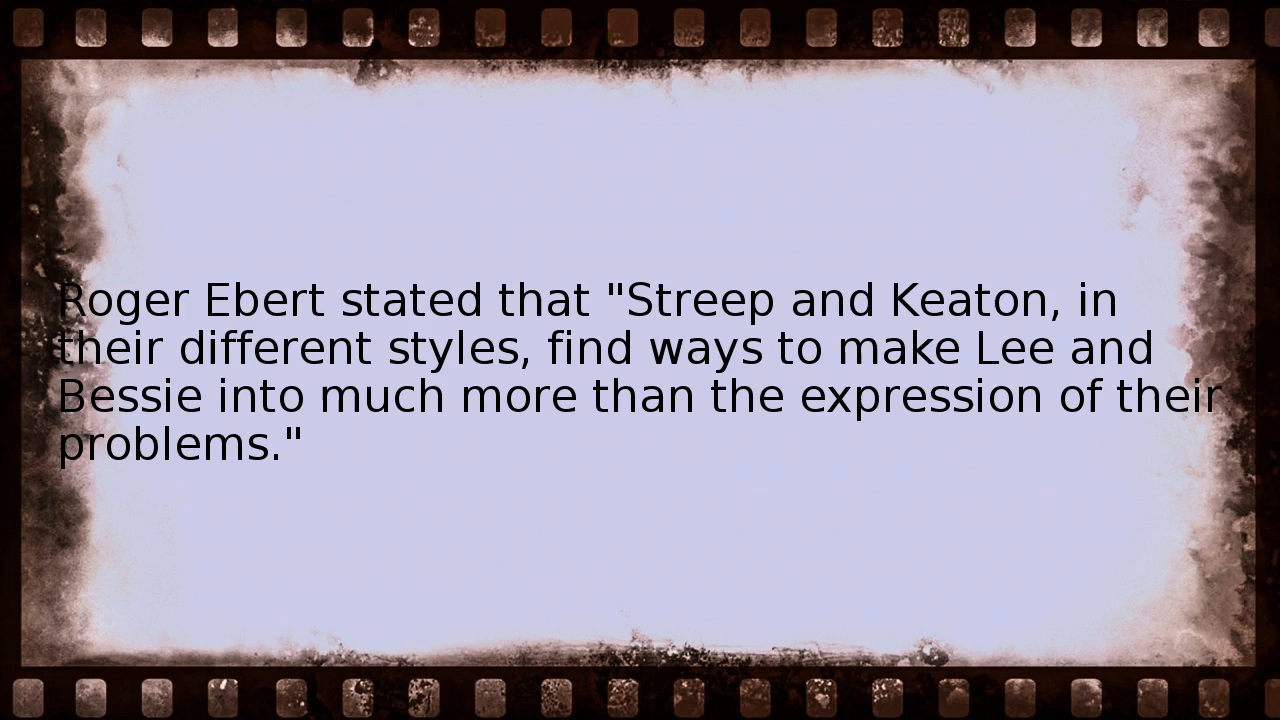 Roger Ebert stated that "Streep and Keaton, in
their different styles, find ways to make Lee and
Bessie into much more than the expression of their
problems."